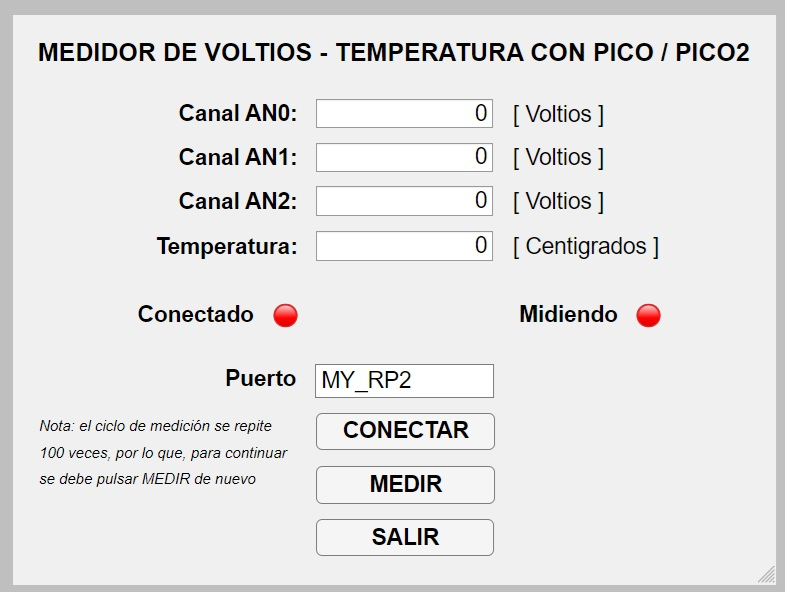 MEDIDOR DE VOLTIOS - TEMPERATURA CON PICO / PICO2
Canal AN0: 0 [ Voltios ]
Canal AN1: 0 [ Voltios ]
Canal AN2: 0 [ Voltios ]
Temperatura: 0 [ Centigrados ]
Conectado Midiendo
Puerto MY_RP2
Nota: el ciclo de medición se repite
100 veces, por lo que, para continuar
se debe pulsar MEDIR de nuevo
CONECTAR
MEDIR
SALIR